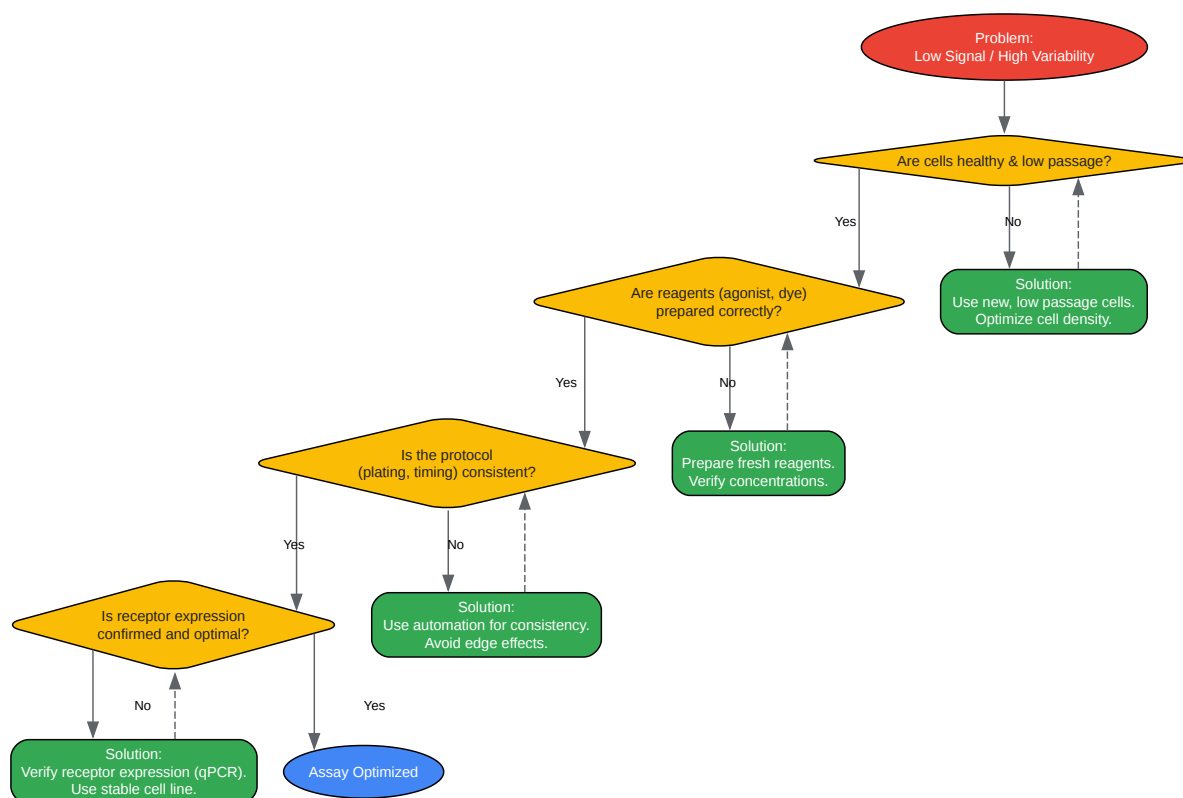 Problem:
Low Signal / High Variability
Are cells healthy & low passage?
Yes
No
Solution:
Use new, low passage cells.
Optimize cell density.
Are reagents (agonist, dye)
prepared correctly?
Yes
No
Solution:
Prepare fresh reagents.
Verify concentrations.
Is the protocol
(plating, timing) consistent?
Yes
No
Solution:
Use automation for consistency.
Avoid edge effects.
Is receptor expression
confirmed and optimal?
No
Yes
Solution:
Verify receptor expression (qPCR).
Use stable cell line.
Assay Optimized